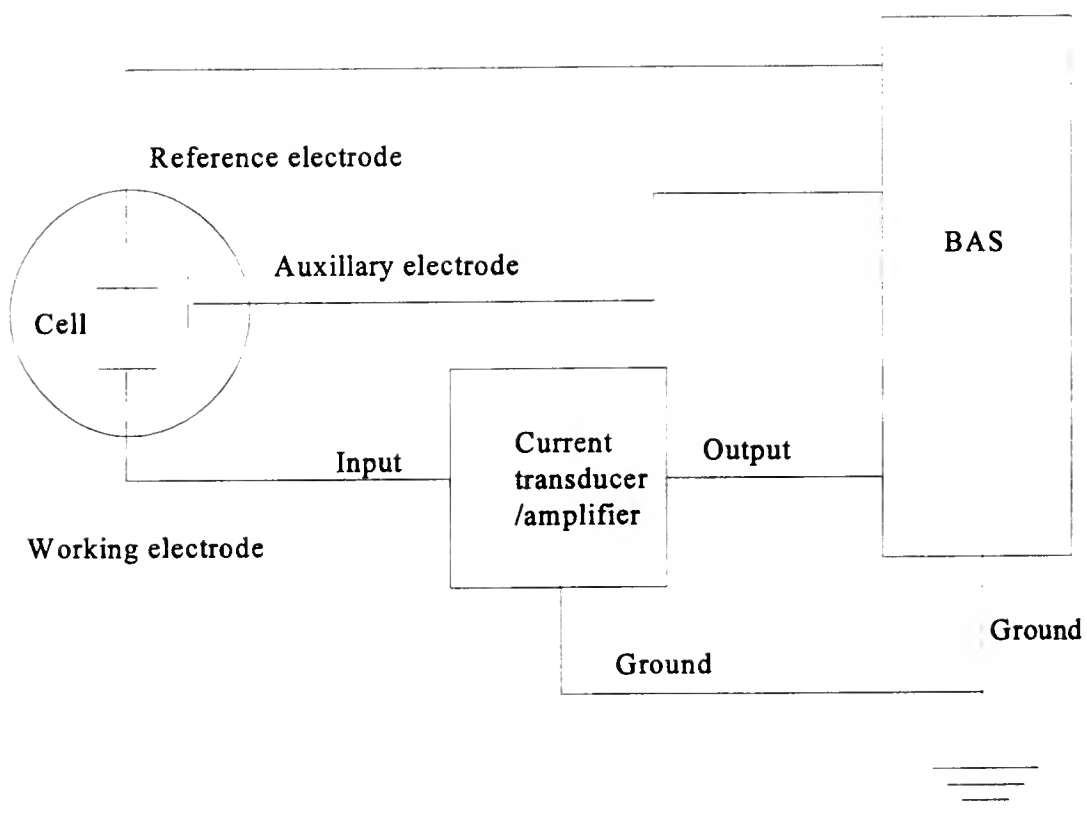 Reference electrode
BAS
Auxillary electrode
Cell
Current
transducer
/amplifier
Input
Output
Working electrode
Ground
Ground